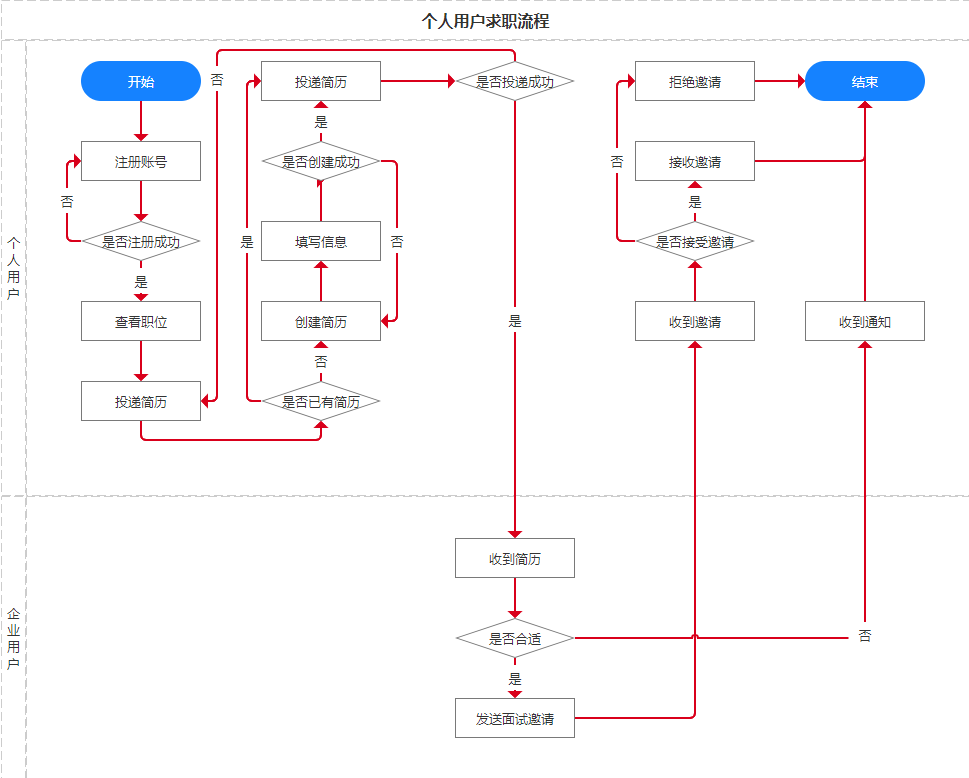 个人用户求职流程
个人用户
开始
注册账号
否
是否注册成功
是
查看职位
投递简历
否
投递简历
是
是否创建成功
是
填写信息
否
创建简历
否
是否已有简历
是否投递成功
是
拒绝邀请
结束
否
接收邀请
是
是否接受邀请
收到邀请
收到通知
企业用户
收到简历
是否合适
否
是
发送面试邀请